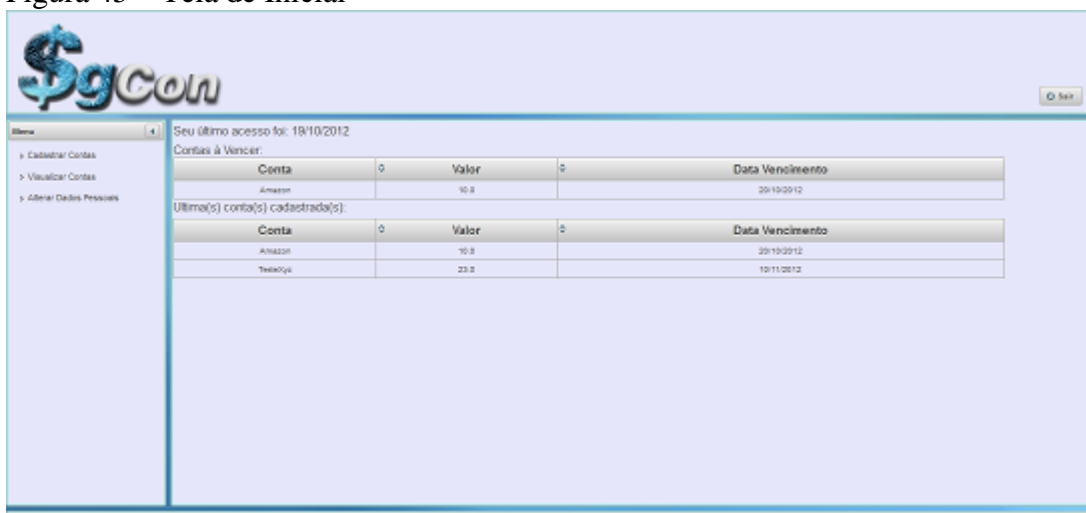 Figura 43 – Tela de Inicial
$gCon
Sair
Menu
Cadastrar Contas
Visualizar Contas
Alterar Dados Pessoais
Seu último acesso foi: 19/10/2012
Contas à Vencer:
Conta Valor Data Vencimento
Amazon 10.0 20/10/2012
Ultima(s) conta(s) cadastrada(s):
Conta Valor Data Vencimento
Amazon 10.0 20/10/2012
TesteXyz 23.0 10/11/2012